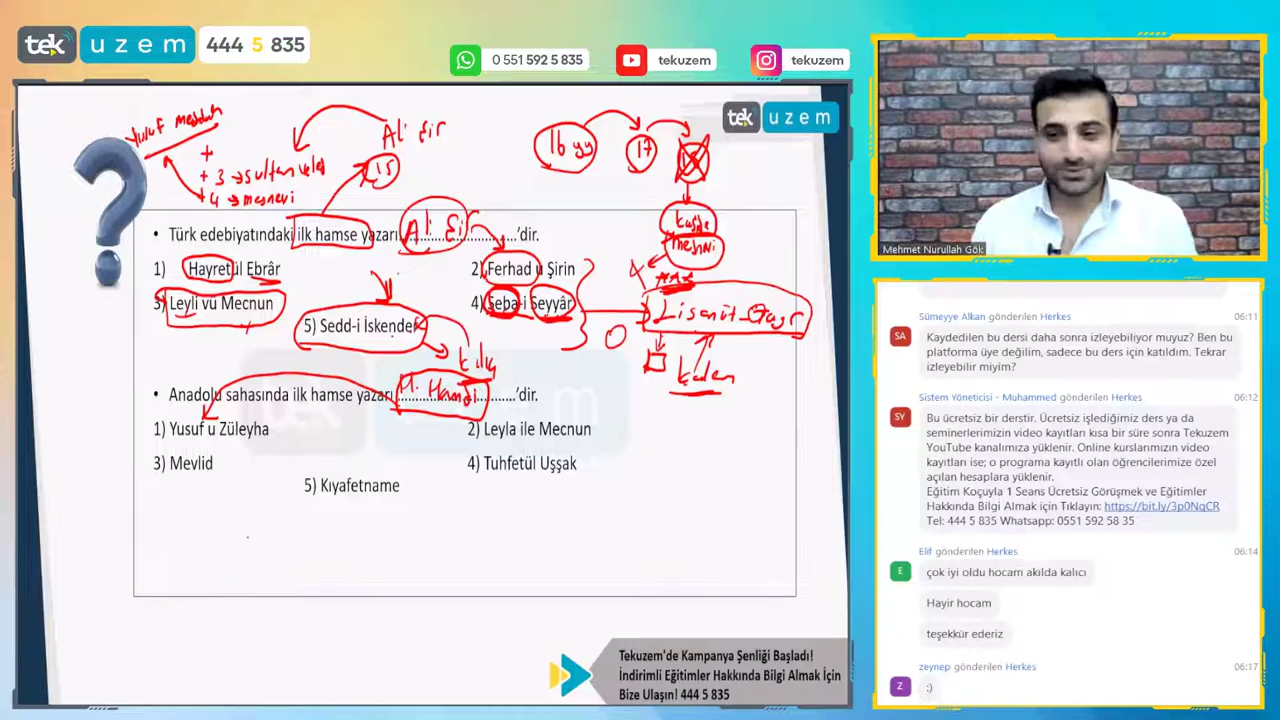 tek uzem 444 5 835
0 551 592 5 835 tekuzem tekuzem
tek uzem
Yusuf meddah
+
+ 3 → sultan veled
4 → mesnevi
Ali Şir
15
16 yy 17
• Türk edebiyatındaki ilk hamse yazarı Ali Şir ...'dir.
1) Hayretül Ebrâr 2) Ferhad u Şirin
3) Leyli vu Mecnun 4) Seba-i Seyyâr
5) Sedd-i İskender
Lisanüt-Tayr
• Anadolu sahasında ilk hamse yazarı H. Hamdi ...'dir.
1) Yusuf u Züleyha 2) Leyla ile Mecnun
3) Mevlid 4) Tuhfetül Uşşak
5) Kıyafetname
Tekuzem'de Kampanya Şenliği Başladı!
İndirimli Eğitimler Hakkında Bilgi Almak İçin
Bize Ulaşın! 444 5 835
Mehmet Nurullah Gök
Sümeyye Alkan gönderilen Herkes 06:11
SA
Kaydedilen bu dersi daha sonra izleyebiliyor muyuz? Ben bu
platforma üye değilim, sadece bu ders için katıldım. Tekrar
izleyebilir miyim?
Sistem Yöneticisi - Muhammed gönderilen Herkes 06:12
SY
Bu ücretsiz bir derstir. Ücretsiz işlediğimiz ders ya da
seminerlerimizin video kayıtları kısa bir süre sonra Tekuzem
YouTube kanalımıza yüklenir. Online kurslarımızın video
kayıtları ise; o programa kayıtlı olan öğrencilerimize özel
açılan hesaplara yüklenir.
Eğitim Koçuyla 1 Seans Ücretsiz Görüşmek ve Eğitimler
Hakkında Bilgi Almak için Tıklayın: https://bit.ly/3p0NqCR
Tel: 444 5 835 Whatsapp: 0551 592 58 35
Elif gönderilen Herkes 06:14
E
çok iyi oldu hocam akılda kalıcı
Hayir hocam
teşekkür ederiz
zeynep gönderilen Herkes 06:17
Z
:)